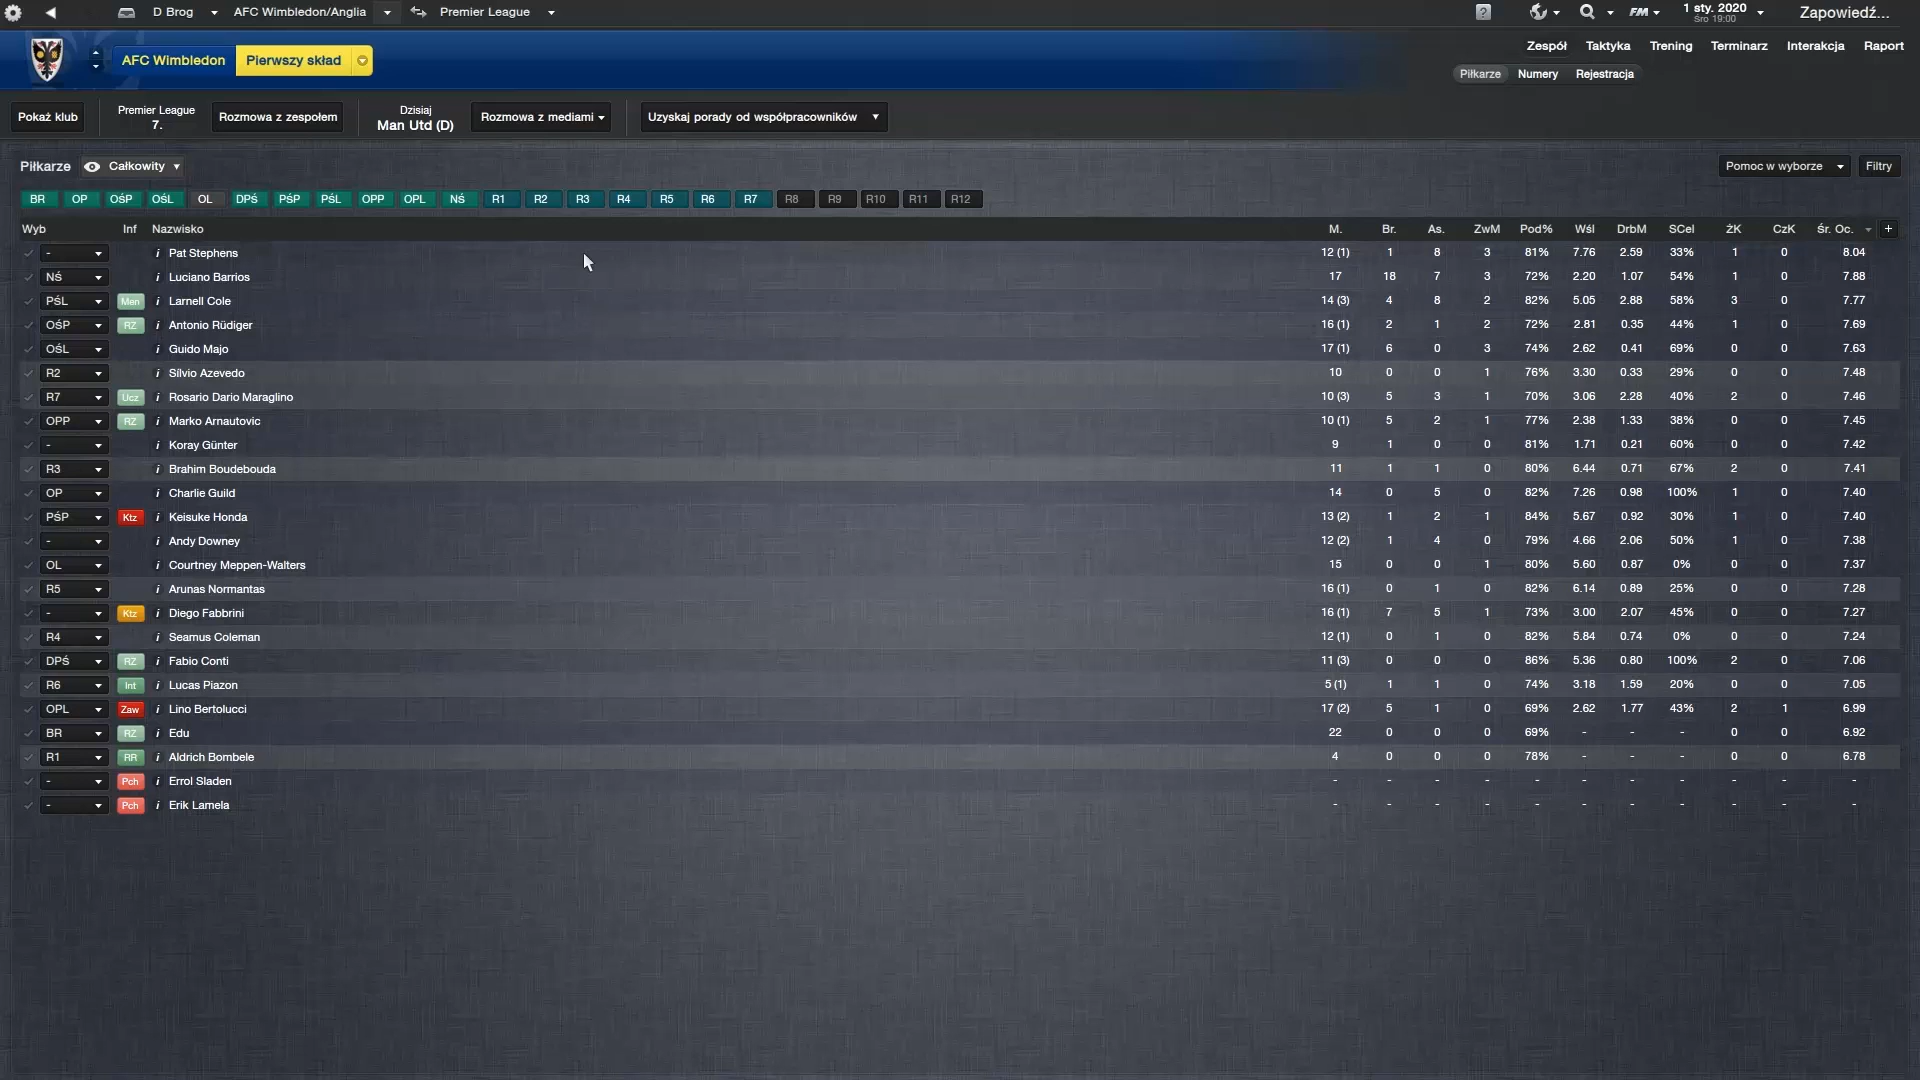 D Brog AFC Wimbledon/Anglia Premier League ? FM 1 sty. 2020 Zapowiedź...
Śro 19:00
AFC Wimbledon Pierwszy skład
Zespół Taktyka Trening Terminarz Interakcja Raport
Piłkarze Numery Rejestracja
Pokaż klub Premier League 7. Rozmowa z zespołem Dzisiaj Man Utd (D) Rozmowa z mediami Uzyskaj porady od współpracowników
Piłkarze Całkowity Pomoc w wyborze Filtry
BR OP OŚP OŚL OL DPŚ PŚP PŚL OPP OPL NŚ R1 R2 R3 R4 R5 R6 R7 R8 R9 R10 R11 R12
Wyb Inf Nazwisko M. Br. As. ZwM Pod% Wśl DrbM SCel ŻK CzK Śr. Oc. +
- i Pat Stephens 12 (1) 1 8 3 81% 7.76 2.59 33% 1 0 8.04
NŚ i Luciano Barrios 17 18 7 3 72% 2.20 1.07 54% 1 0 7.88
PŚL Men i Larnell Cole 14 (3) 4 8 2 82% 5.05 2.88 58% 3 0 7.77
OŚP RZ i Antonio Rüdiger 16 (1) 2 1 2 72% 2.81 0.35 44% 1 0 7.69
OŚL i Guido Majo 17 (1) 6 0 3 74% 2.62 0.41 69% 0 0 7.63
R2 i Sílvio Azevedo 10 0 0 1 76% 3.30 0.33 29% 0 0 7.48
R7 Ucz i Rosario Dario Maraglino 10 (3) 5 3 1 70% 3.06 2.28 40% 2 0 7.46
OPP RZ i Marko Arnautovic 10 (1) 5 2 1 77% 2.38 1.33 38% 0 0 7.45
- i Koray Günter 9 1 0 0 81% 1.71 0.21 60% 0 0 7.42
R3 i Brahim Boudebouda 11 1 1 0 80% 6.44 0.71 67% 2 0 7.41
OP i Charlie Guild 14 0 5 0 82% 7.26 0.98 100% 1 0 7.40
PŚP Ktz i Keisuke Honda 13 (2) 1 2 1 84% 5.67 0.92 30% 1 0 7.40
- i Andy Downey 12 (2) 1 4 0 79% 4.66 2.06 50% 1 0 7.38
OL i Courtney Meppen-Walters 15 0 0 1 80% 5.60 0.87 0% 0 0 7.37
R5 i Arunas Normantas 16 (1) 0 1 0 82% 6.14 0.89 25% 0 0 7.28
- Ktz i Diego Fabbrini 16 (1) 7 5 1 73% 3.00 2.07 45% 0 0 7.27
R4 i Seamus Coleman 12 (1) 0 1 0 82% 5.84 0.74 0% 0 0 7.24
DPŚ RZ i Fabio Conti 11 (3) 0 0 0 86% 5.36 0.80 100% 2 0 7.06
R6 Int i Lucas Piazon 5 (1) 1 1 0 74% 3.18 1.59 20% 0 0 7.05
OPL Zaw i Lino Bertolucci 17 (2) 5 1 0 69% 2.62 1.77 43% 2 1 6.99
BR RZ i Edu 22 0 0 0 69% - - - 0 0 6.92
R1 RR i Aldrich Bombele 4 0 0 0 78% - - - 0 0 6.78
- Pch i Errol Sladen - - - - - - - - - - -
- Pch i Erik Lamela - - - - - - - - - - -